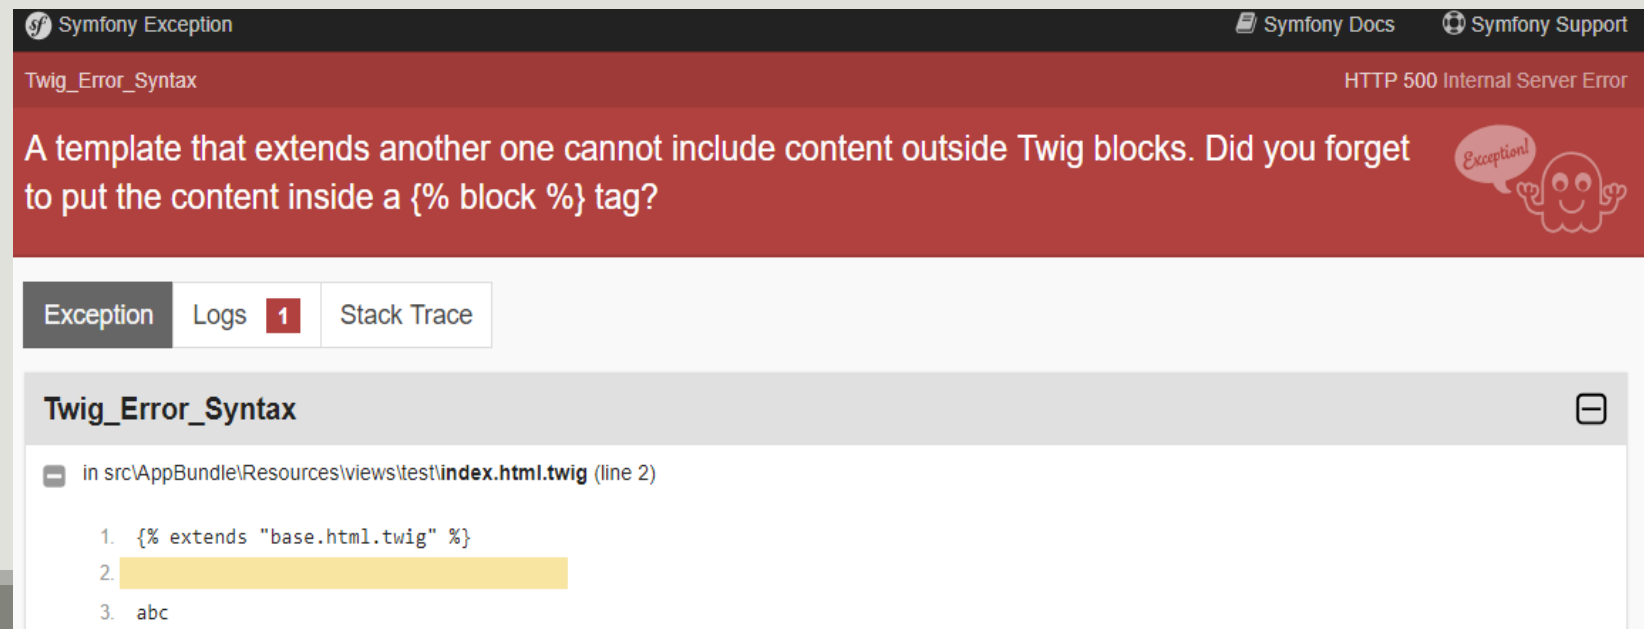 sf Symfony Exception Symfony Docs Symfony Support
Twig_Error_Syntax HTTP 500 Internal Server Error
A template that extends another one cannot include content outside Twig blocks. Did you forget
to put the content inside a {% block %} tag?
Exception!
Exception Logs 1 Stack Trace
Twig_Error_Syntax
in src\AppBundle\Resources\views\test\index.html.twig (line 2)
1. {% extends "base.html.twig" %}
2.
3. abc